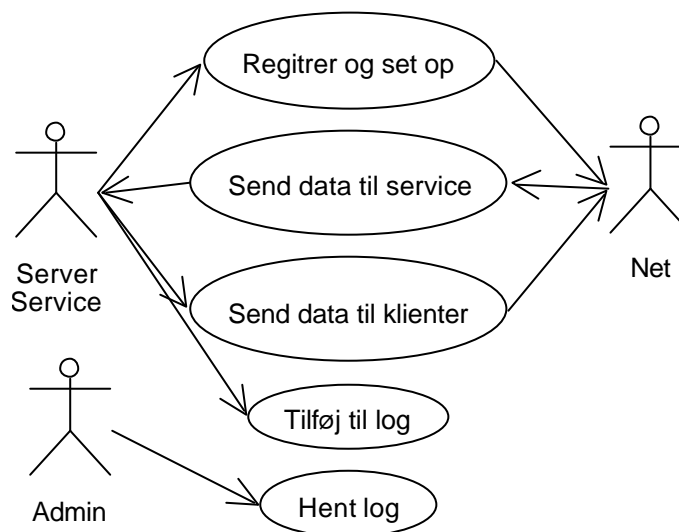 Regitrer og set op
Send data til service
Server
Service
Net
Send data til klienter
Tilføj til log
Admin
Hent log